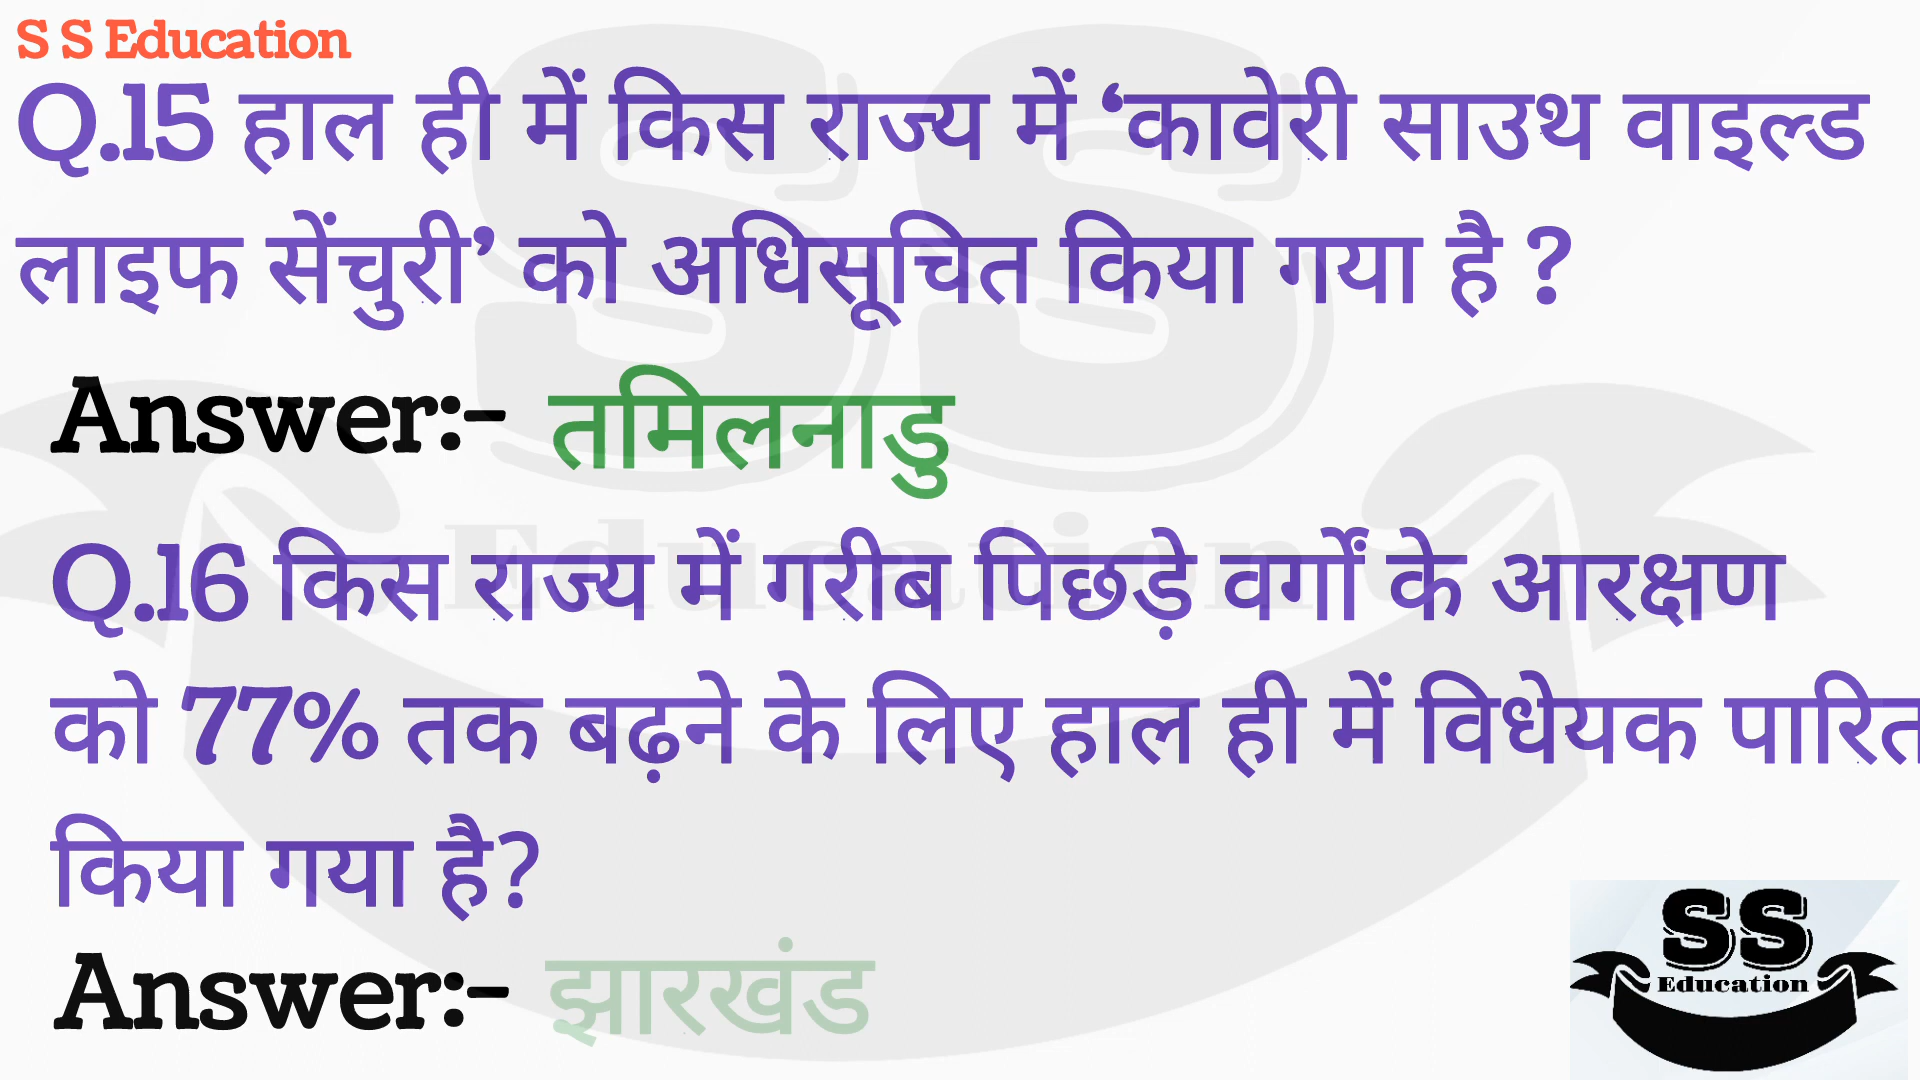 S S Education
Q.15 हाल ही में किस राज्य में ‘कावेरी साउथ वाइल्ड
लाइफ सेंचुरी’ को अधिसूचित किया गया है ?
Answer:- तमिलनाडु
Education
Q.16 किस राज्य में गरीब पिछड़े वर्गों के आरक्षण
को 77% तक बढ़ने के लिए हाल ही में विधेयक पारित
किया गया है?
Answer:- झारखंड
SS
Education